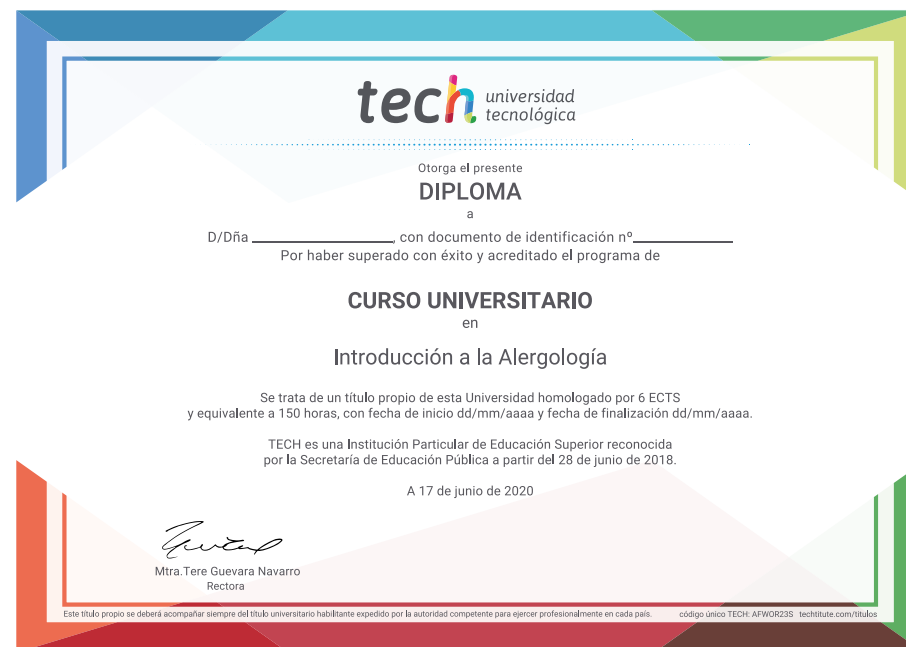 tech universidad
tecnológica
Otorga el presente
DIPLOMA
a
D/Dña ____________________, con documento de identificación nº______________
Por haber superado con éxito y acreditado el programa de
CURSO UNIVERSITARIO
en
Introducción a la Alergología
Se trata de un título propio de esta Universidad homologado por 6 ECTS
y equivalente a 150 horas, con fecha de inicio dd/mm/aaaa y fecha de finalización dd/mm/aaaa.
TECH es una Institución Particular de Educación Superior reconocida
por la Secretaría de Educación Pública a partir del 28 de junio de 2018.
A 17 de junio de 2020
Mtra.Tere Guevara Navarro
Rectora
Este título propio se deberá acompañar siempre del título universitario habilitante expedido por la autoridad competente para ejercer profesionalmente en cada país. código único TECH: AFWOR23S techtitute.com/títulos